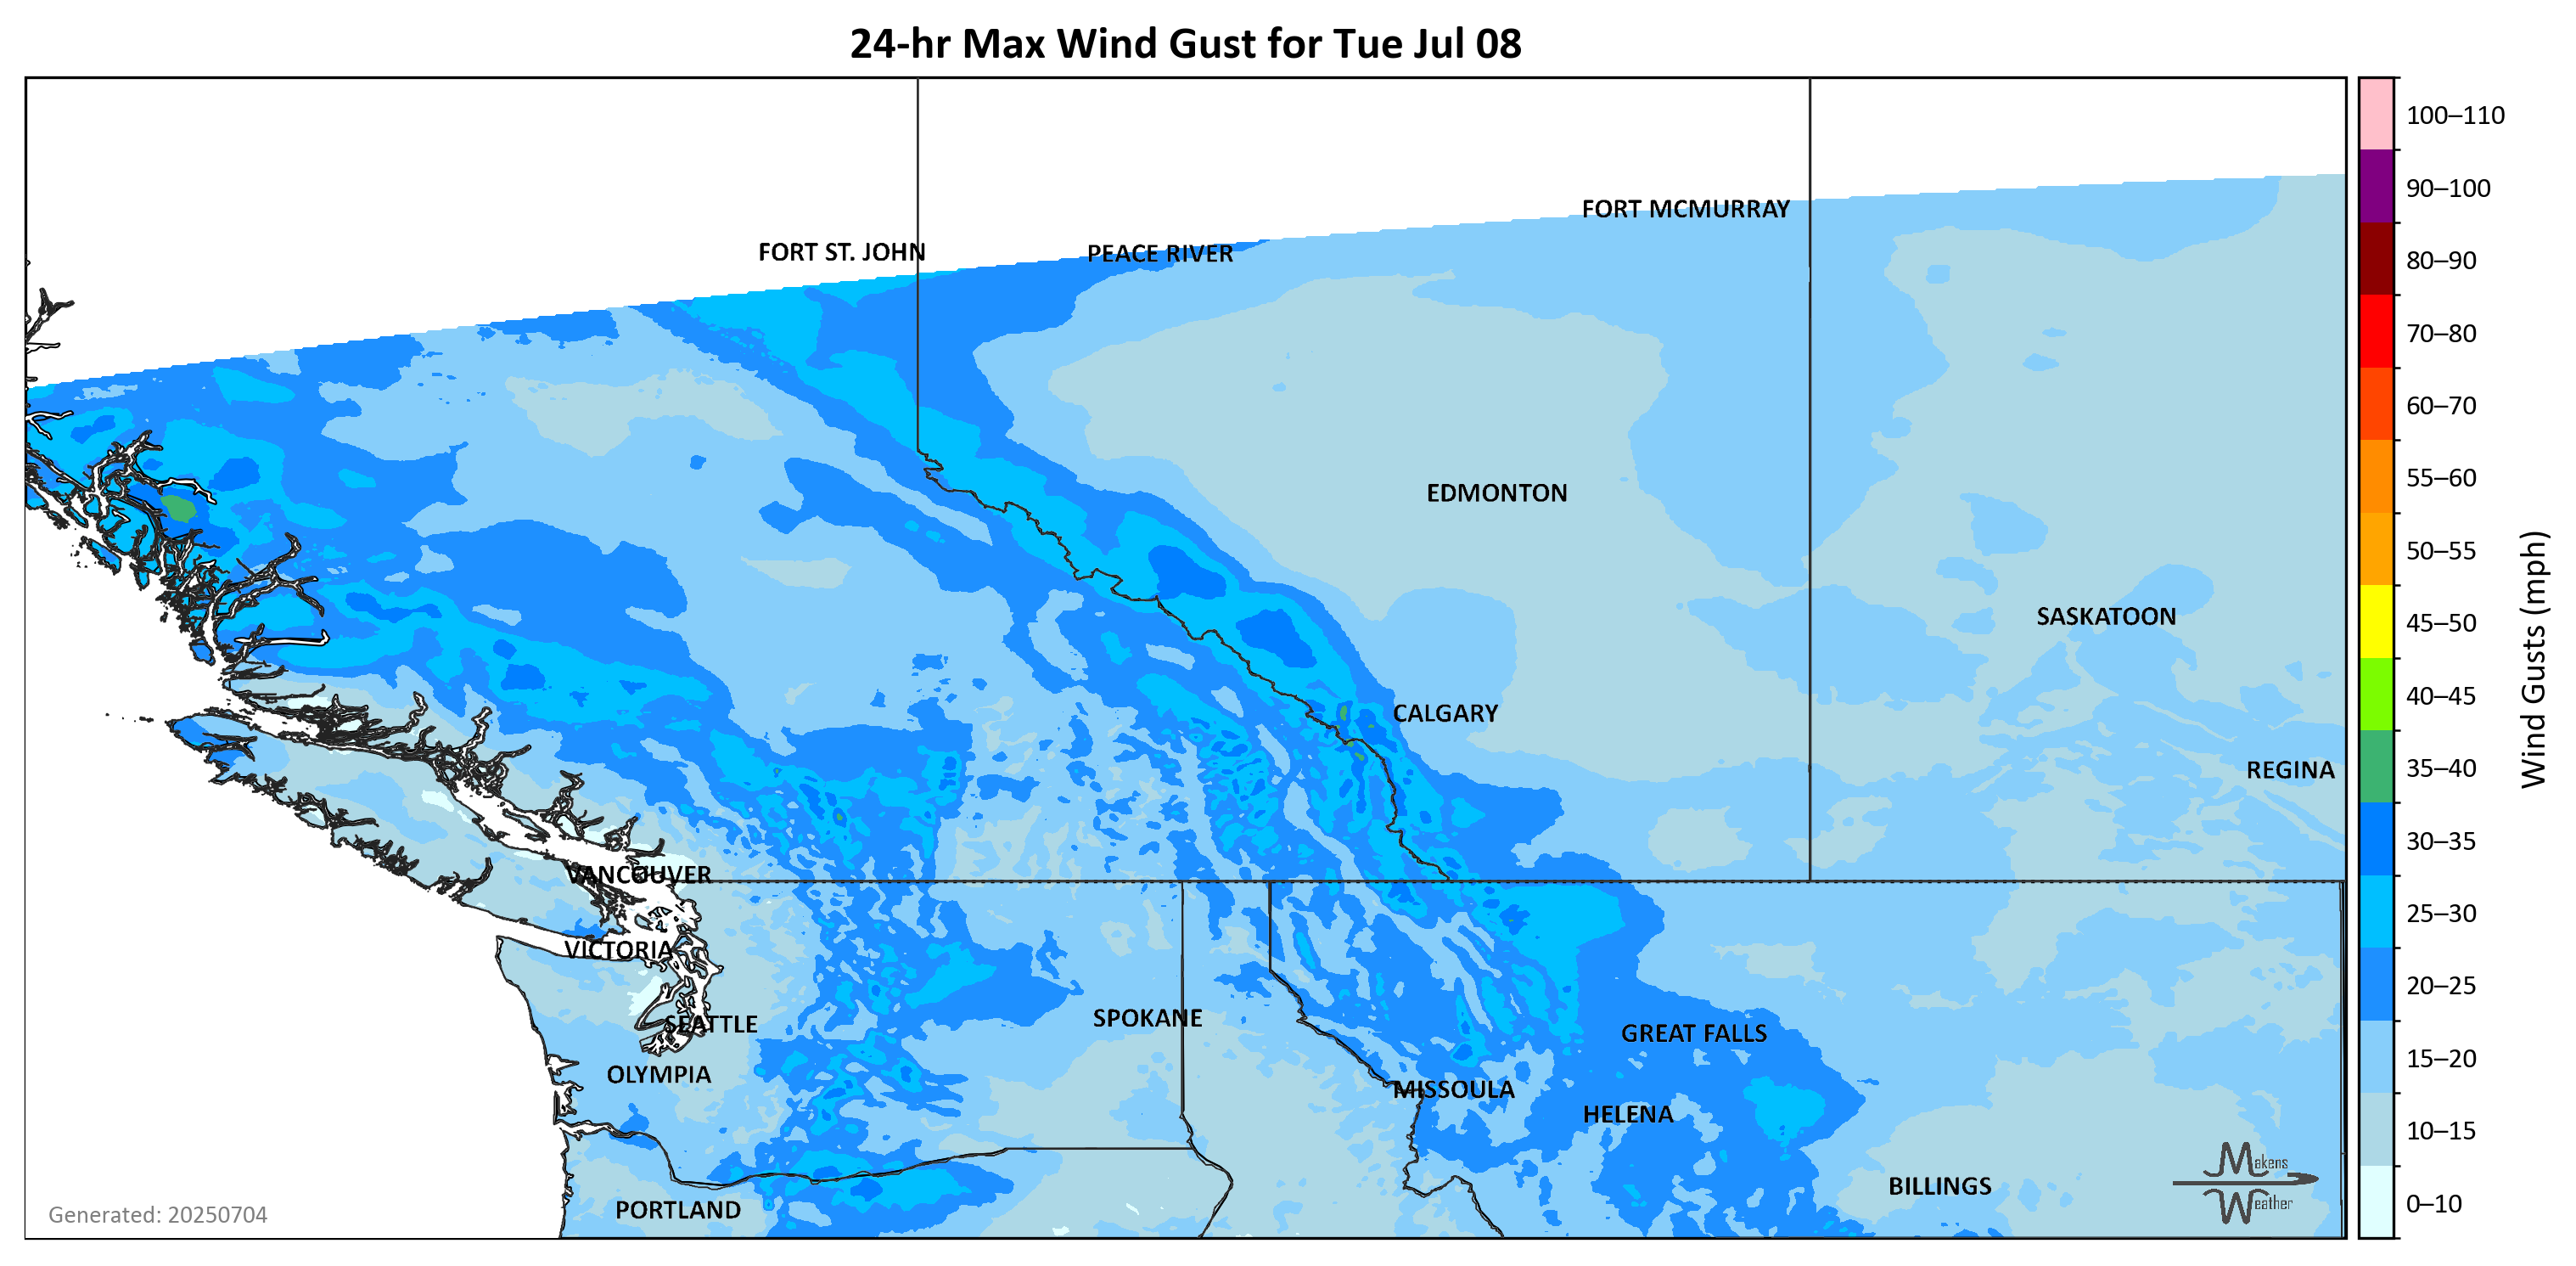 24-hr Max Wind Gust for Tue Jul 08
100–110
90–100
80–90
70–80
60–70
55–60
50–55
45–50
40–45
35–40
30–35
25–30
20–25
15–20
10–15
0–10
Wind Gusts (mph)
FORT MCMURRAY
FORT ST. JOHN
PEACE RIVER
EDMONTON
SASKATOON
CALGARY
REGINA
VANCOUVER
VICTORIA
SPOKANE
SEATTLE
GREAT FALLS
OLYMPIA
MISSOULA
HELENA
BILLINGS
PORTLAND
Makens
Weather
Generated: 20250704